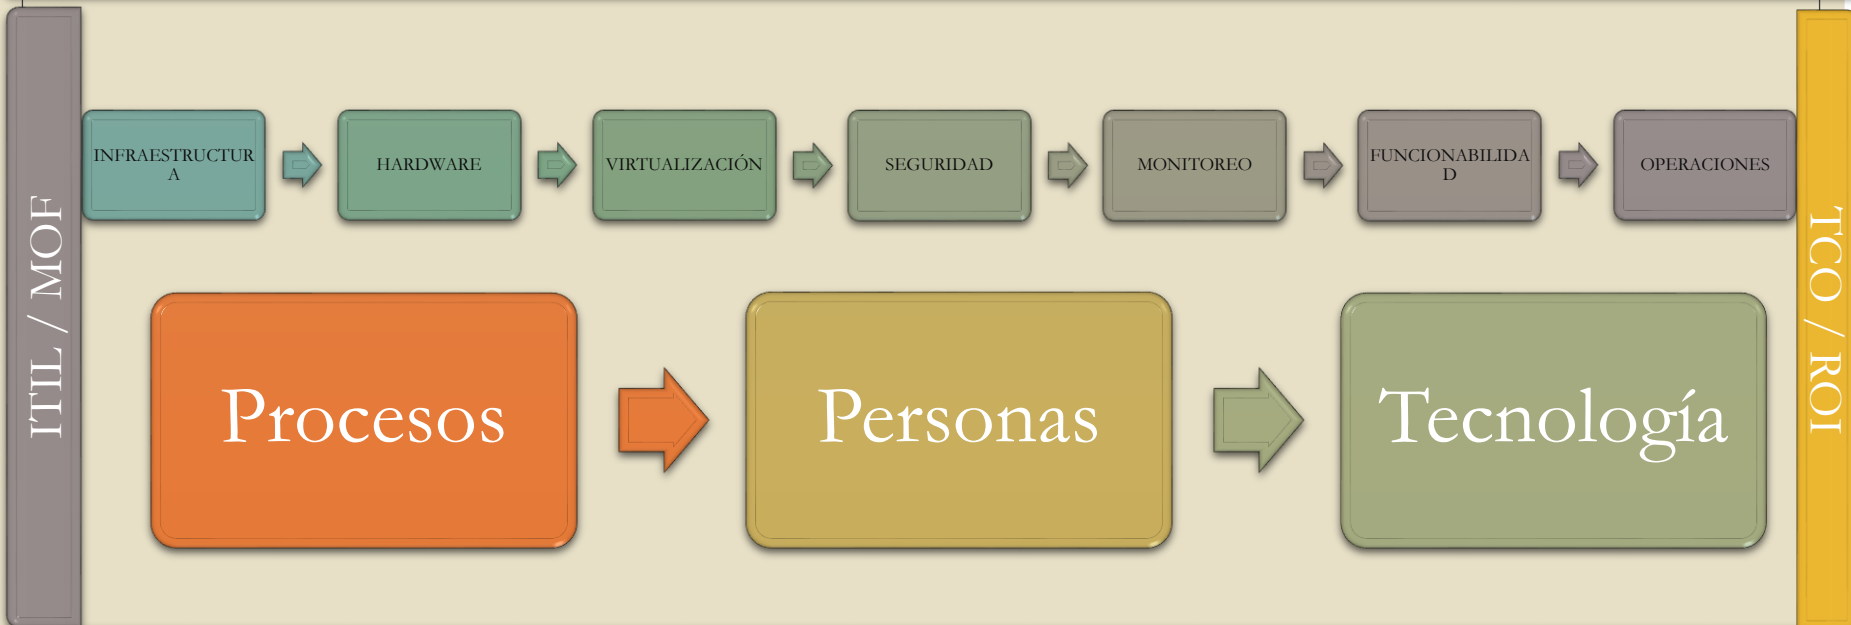 ITIL / MOF
INFRAESTRUCTUR
A
HARDWARE
VIRTUALIZACIÓN
SEGURIDAD
MONITOREO
FUNCIONABILIDA
D
OPERACIONES
Procesos
Personas
Tecnología
TCO / ROI